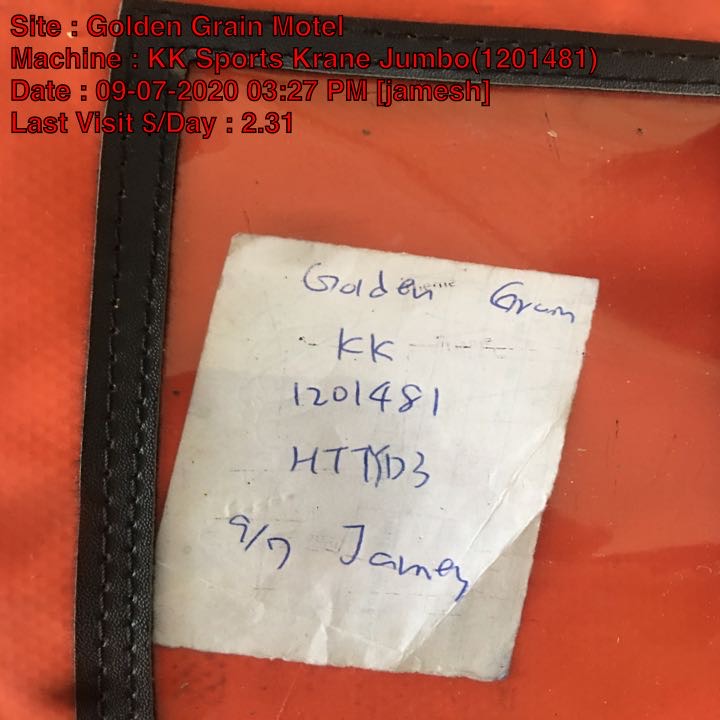 Site : Golden Grain Motel
Machine : KK Sports Krane Jumbo(1201481)
Date : 09-07-2020 03:27 PM [jamesh]
Last Visit $/Day : 2.31
Golden Grain
KK
1201481
HTTYD3
9/7 James